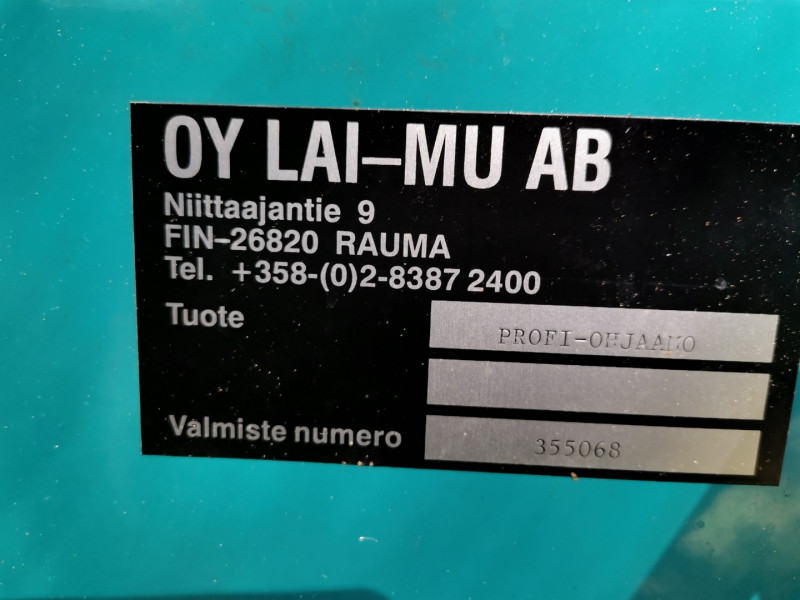 OY LAI-MU AB
Niittaajantie 9
FIN-26820 RAUMA
Tel. +358-(0)2-8387 2400
Tuote PROFI-OHJAAMO
Valmiste numero 355068